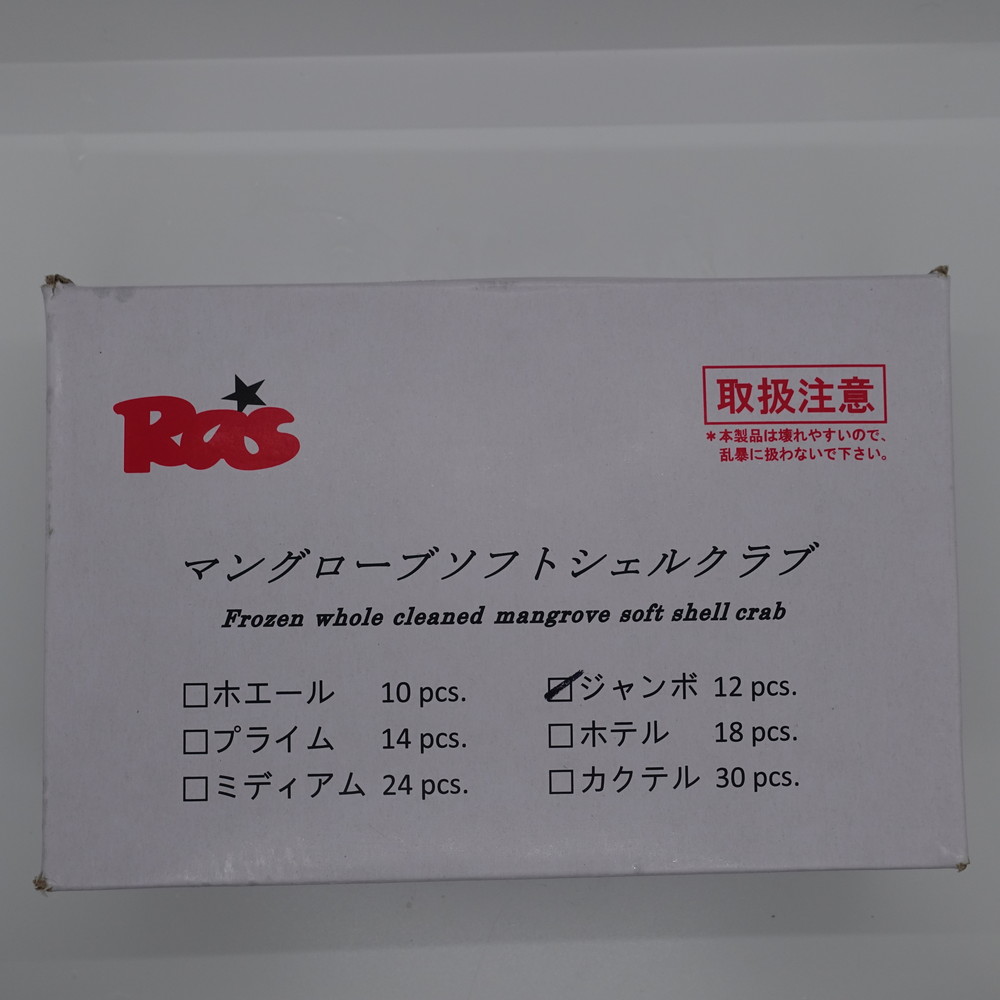 Ros
取扱注意
*本製品は壊れやすいので、
乱暴に扱わないで下さい。
マングローブソフトシェルクラブ
Frozen whole cleaned mangrove soft shell crab
□ホエール 10 pcs. ☑ジャンボ 12 pcs.
□プライム 14 pcs. □ホテル 18 pcs.
□ミディアム 24 pcs. □カクテル 30 pcs.